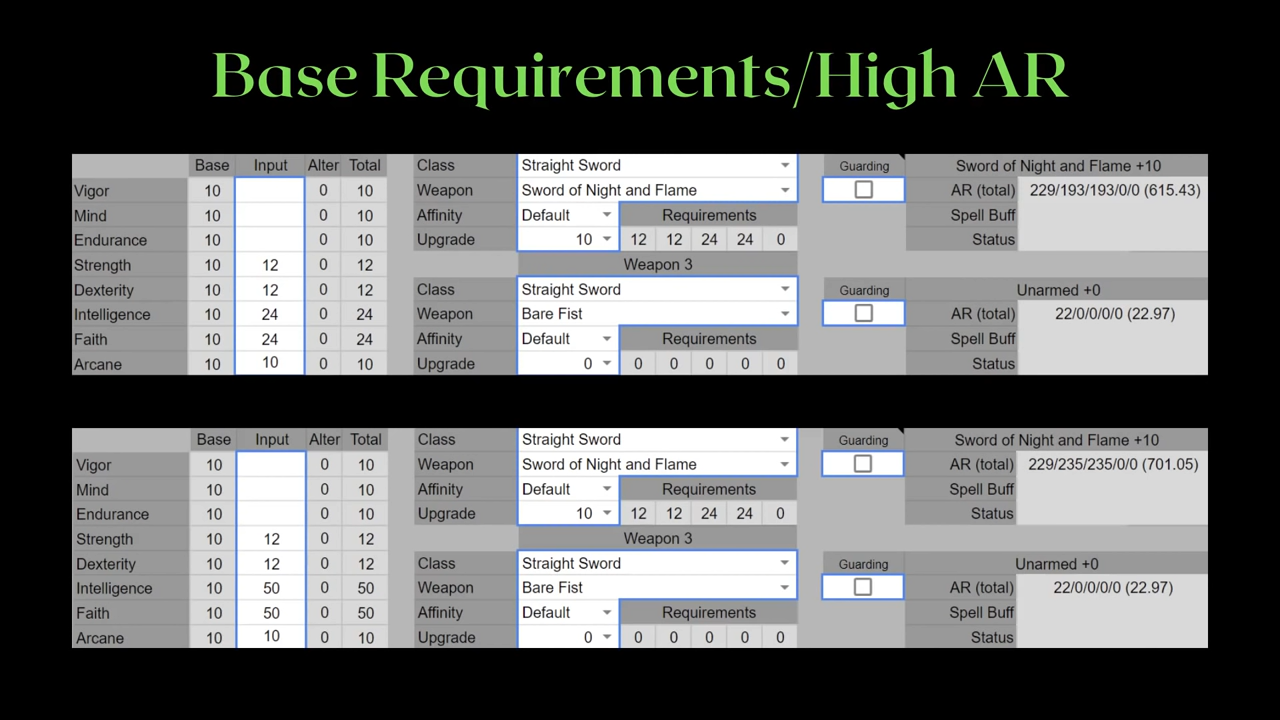 Base Requirements/High AR
Base Input Alter Total Class Straight Sword Guarding Sword of Night and Flame +10
Vigor 10 0 10 Weapon Sword of Night and Flame AR (total) 229/193/193/0/0 (615.43)
Mind 10 0 10 Affinity Default Requirements Spell Buff
Endurance 10 0 10 Upgrade 10 12 12 24 24 0 Status
Strength 10 12 0 12 Weapon 3
Dexterity 10 12 0 12 Class Straight Sword Guarding Unarmed +0
Intelligence 10 24 0 24 Weapon Bare Fist AR (total) 22/0/0/0/0 (22.97)
Faith 10 24 0 24 Affinity Default Requirements Spell Buff
Arcane 10 10 0 10 Upgrade 0 0 0 0 0 0 Status
Base Input Alter Total Class Straight Sword Guarding Sword of Night and Flame +10
Vigor 10 0 10 Weapon Sword of Night and Flame AR (total) 229/235/235/0/0 (701.05)
Mind 10 0 10 Affinity Default Requirements Spell Buff
Endurance 10 0 10 Upgrade 10 12 12 24 24 0 Status
Strength 10 12 0 12 Weapon 3
Dexterity 10 12 0 12 Class Straight Sword Guarding Unarmed +0
Intelligence 10 50 0 50 Weapon Bare Fist AR (total) 22/0/0/0/0 (22.97)
Faith 10 50 0 50 Affinity Default Requirements Spell Buff
Arcane 10 10 0 10 Upgrade 0 0 0 0 0 0 Status